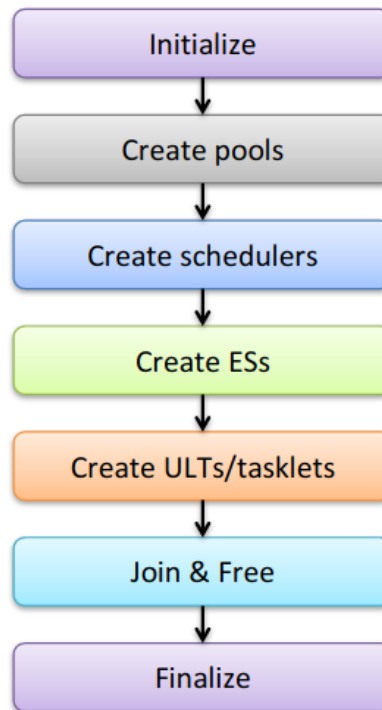 Initialize
Create pools
Create schedulers
Create ESs
Create ULTs/tasklets
Join & Free
Finalize